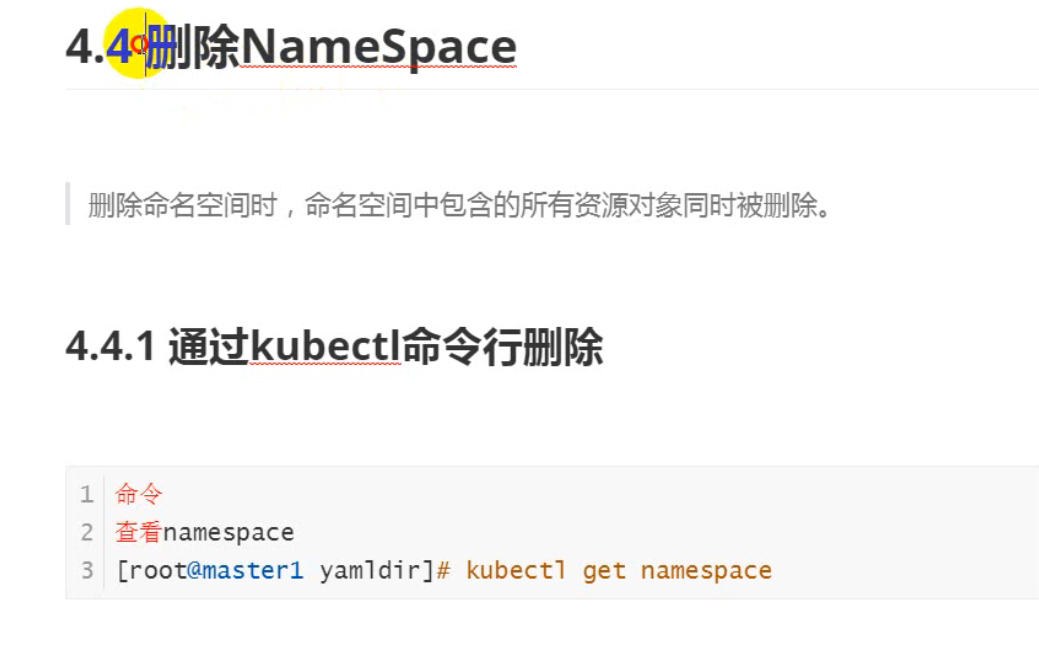 4.4 删除NameSpace
删除命名空间时，命名空间中包含的所有资源对象同时被删除。
4.4.1 通过kubectl命令行删除
1 命令
2 查看namespace
3 [root@master1 yamldir]# kubectl get namespace